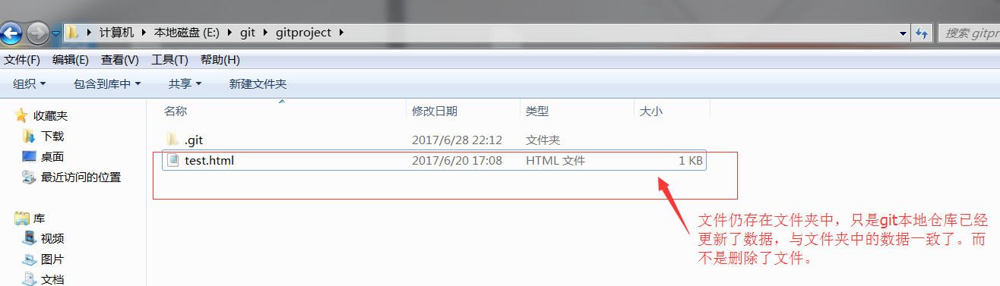 计算机 本地磁盘 (E:) git gitproject 搜索 gitpr
文件(F) 编辑(E) 查看(V) 工具(T) 帮助(H)
组织 包含到库中 共享 新建文件夹
收藏夹
下载
桌面
最近访问的位置
库
视频
图片
文档
名称 修改日期 类型 大小
.git 2017/6/28 22:12 文件夹
test.html 2017/6/20 17:08 HTML 文件 1 KB
文件仍存在文件夹中，只是git本地仓库已经
更新了数据，与文件夹中的数据一致了。而
不是删除了文件。